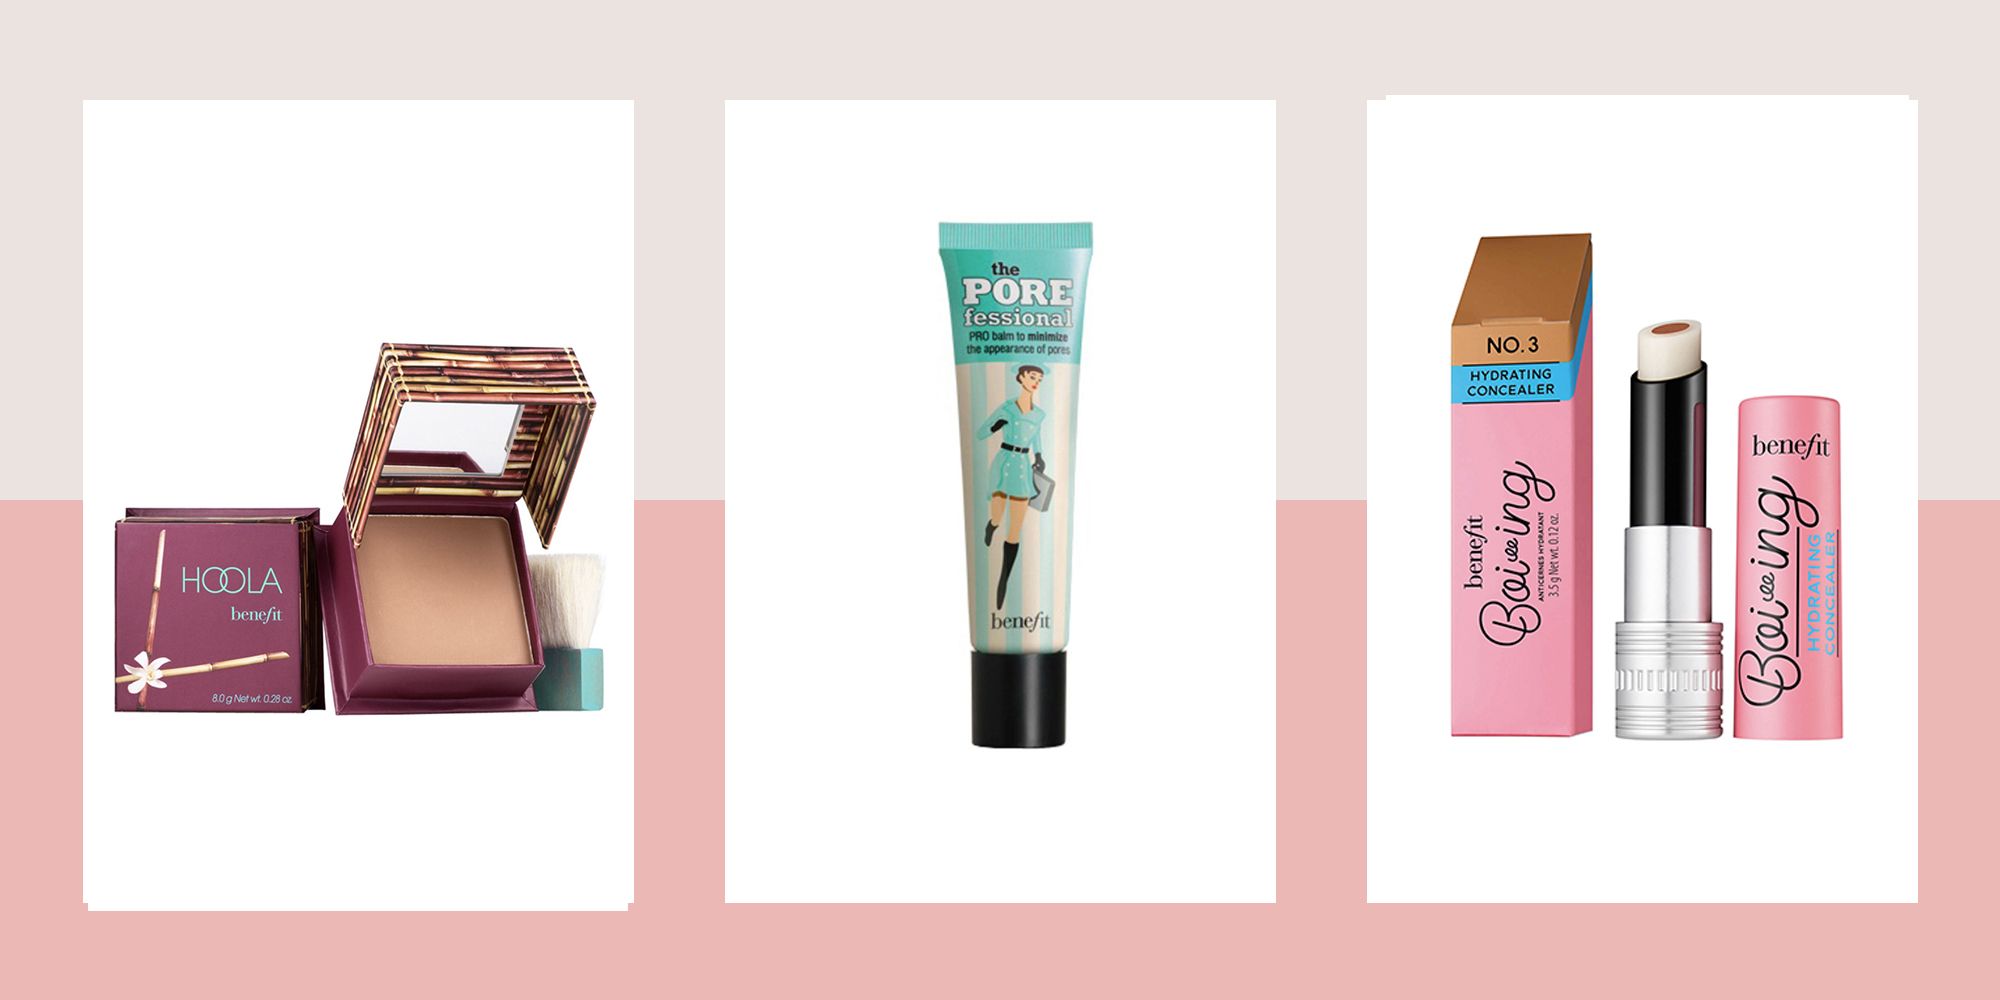 HOOLA
benefit
8.0 g Net wt. 0.28 oz.
the
PORE
fessional
PRO balm to minimize
the appearance of pores
benefit
NO. 3
HYDRATING
CONCEALER
benefit
Boi-ing
ANTICERNES HYDRATANT
3.5 g Net wt. 0.12 oz.
benefit
Boi-ing
HYDRATING
CONCEALER